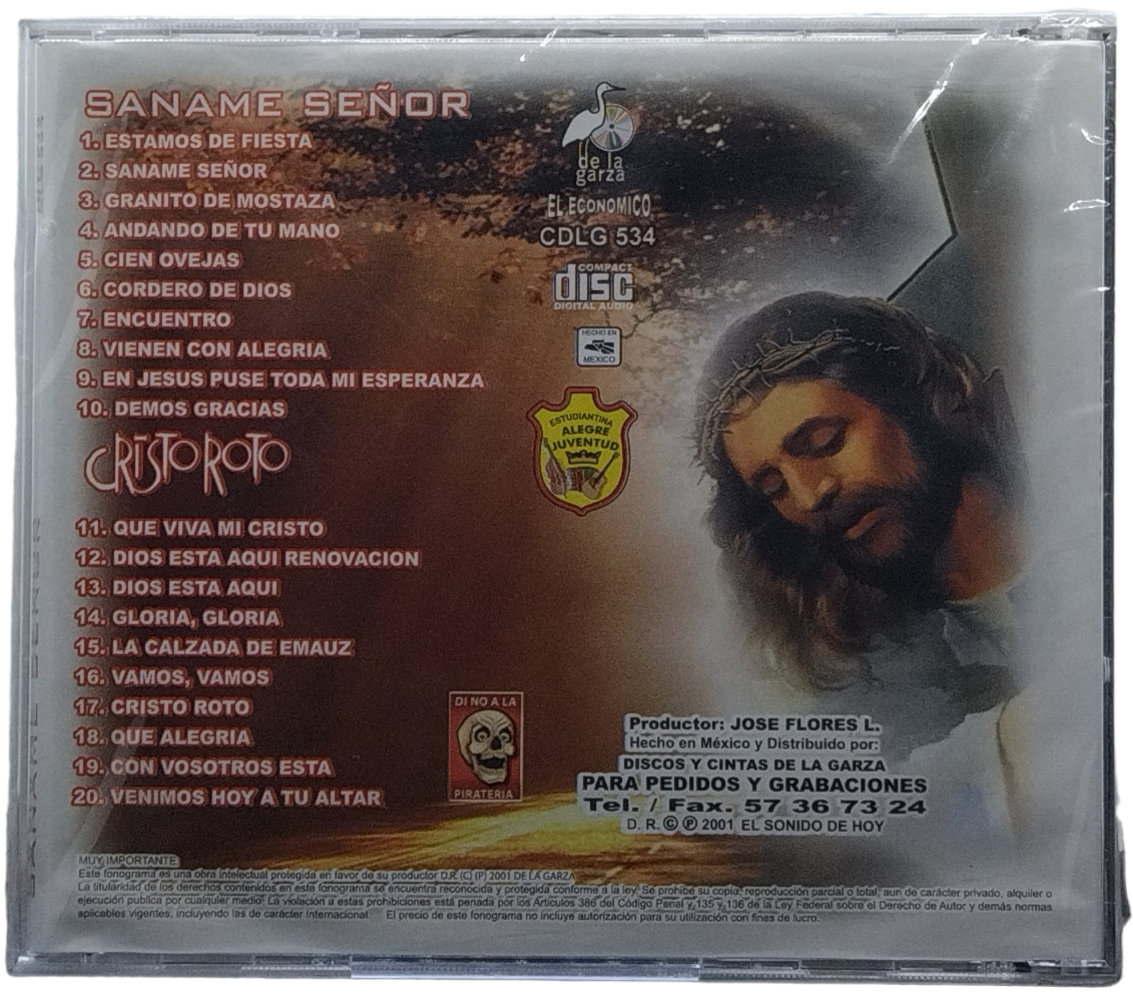 SANAME SEÑOR
1. ESTAMOS DE FIESTA
2. SANAME SEÑOR
3. GRANITO DE MOSTAZA
4. ANDANDO DE TU MANO
5. CIEN OVEJAS
6. CORDERO DE DIOS
7. ENCUENTRO
8. VIENEN CON ALEGRIA
9. EN JESUS PUSE TODA MI ESPERANZA
10. DEMOS GRACIAS
CRISTO ROTO
11. QUE VIVA MI CRISTO
12. DIOS ESTA AQUI RENOVACION
13. DIOS ESTA AQUI
14. GLORIA, GLORIA
15. LA CALZADA DE EMAUZ
16. VAMOS, VAMOS
17. CRISTO ROTO
18. QUE ALEGRIA
19. CON VOSOTROS ESTA
20. VENIMOS HOY A TU ALTAR
de la
garza
EL ECONOMICO
CDLG 534
COMPACT
disc
DIGITAL AUDIO
HECHO EN
MEXICO
ESTUDIANTINA
ALEGRE
JUVENTUD
DI NO A LA
PIRATERIA
Productor: JOSE FLORES L.
Hecho en México y Distribuido por:
DISCOS Y CINTAS DE LA GARZA
PARA PEDIDOS Y GRABACIONES
Tel. / Fax. 57 36 73 24
D. R. © ℗ 2001 EL SONIDO DE HOY
MUY IMPORTANTE
Este fonograma es una obra intelectual protegida en favor de su productor D.R. (C) (P) 2001 DE LA GARZA
La titularidad de los derechos contenidos en este fonograma se encuentra reconocida y protegida conforme a la ley. Se prohibe su copia, reproducción parcial o total, aun de carácter privado, alquiler o
ejecución publica por cualquier medio! La violación a estas prohibiciones está penada por los Artículos 386 del Código Penal y 135 y 136 de la Ley Federal sobre el Derecho de Autor y demás normas
aplicables vigentes, incluyendo las de carácter Internacional. El precio de este fonograma no incluye autorización para su utilización con fines de lucro.